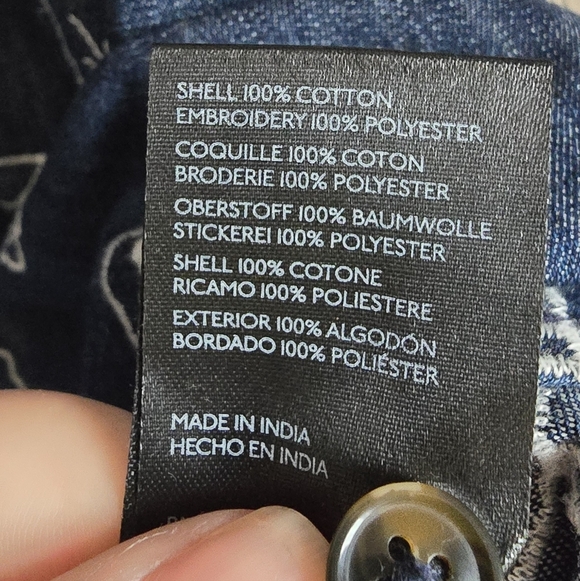 SHELL 100% COTTON
EMBROIDERY 100% POLYESTER
COQUILLE 100% COTON
BRODERIE 100% POLYESTER
OBERSTOFF 100% BAUMWOLLE
STICKEREI 100% POLYESTER
SHELL 100% COTONE
RICAMO 100% POLIESTERE
EXTERIOR 100% ALGODÓN
BORDADO 100% POLIÉSTER
MADE IN INDIA
HECHO EN INDIA